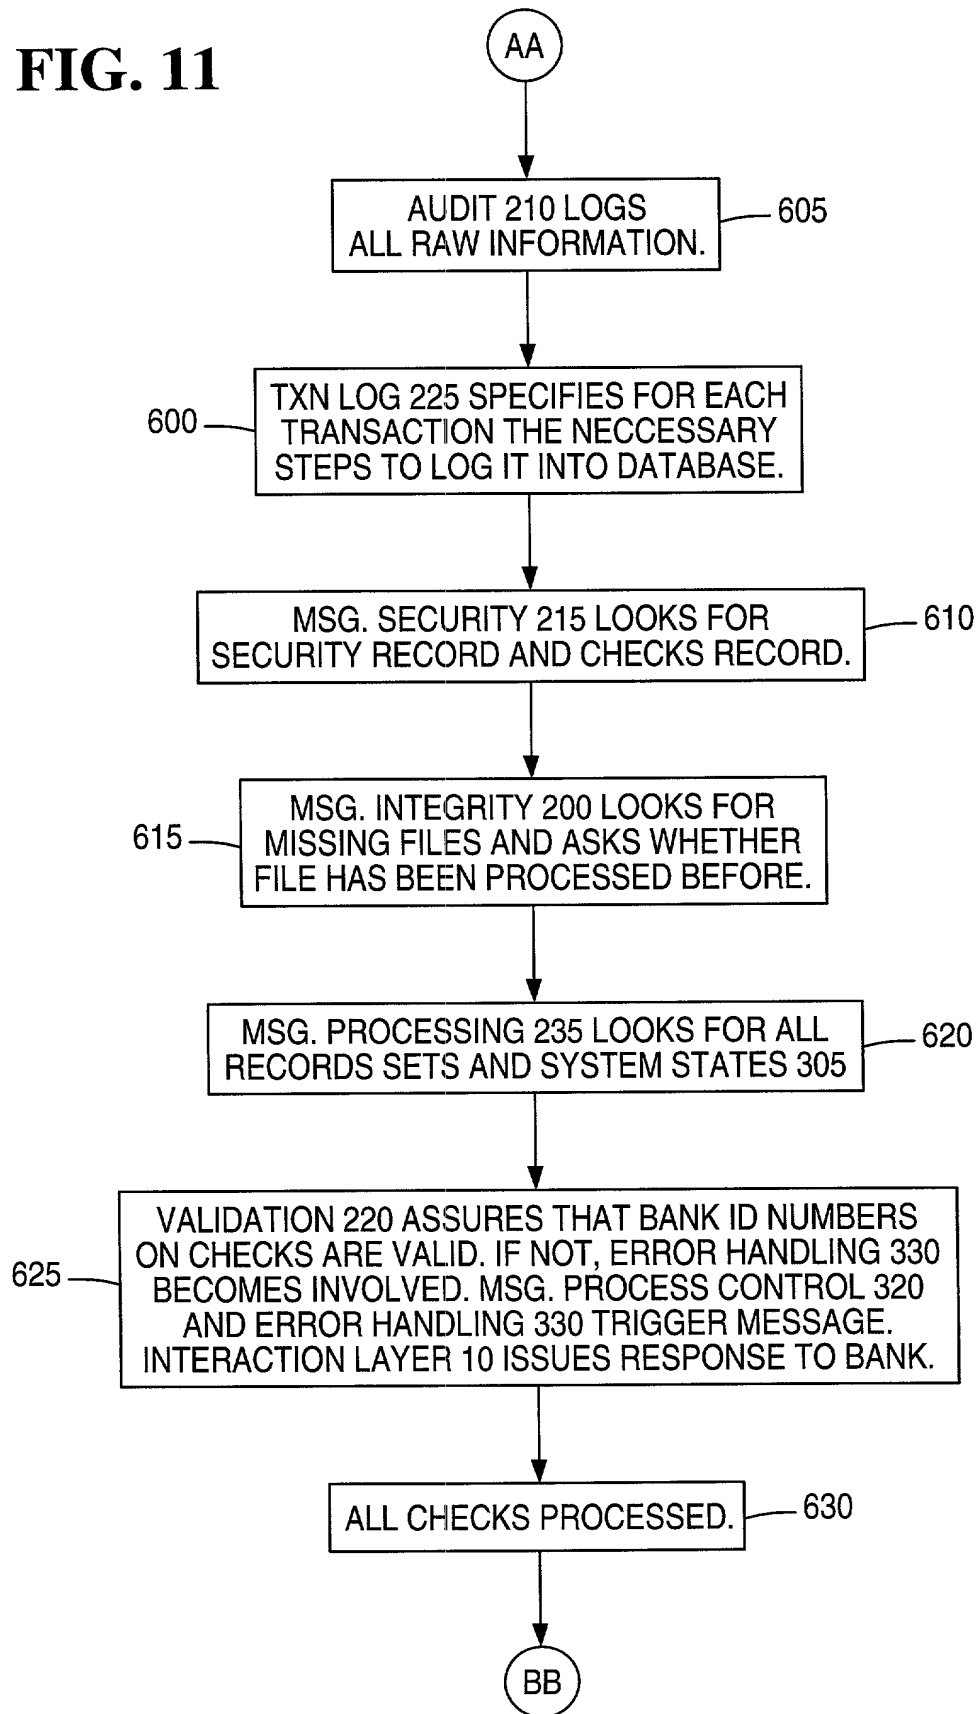 FIG. 11
AA
AUDIT 210 LOGS
ALL RAW INFORMATION.
605
TXN LOG 225 SPECIFIES FOR EACH
TRANSACTION THE NECCESSARY
STEPS TO LOG IT INTO DATABASE.
600
MSG. SECURITY 215 LOOKS FOR
SECURITY RECORD AND CHECKS RECORD.
610
MSG. INTEGRITY 200 LOOKS FOR
MISSING FILES AND ASKS WHETHER
FILE HAS BEEN PROCESSED BEFORE.
615
MSG. PROCESSING 235 LOOKS FOR ALL
RECORDS SETS AND SYSTEM STATES 305
620
VALIDATION 220 ASSURES THAT BANK ID NUMBERS
ON CHECKS ARE VALID. IF NOT, ERROR HANDLING 330
BECOMES INVOLVED. MSG. PROCESS CONTROL 320
AND ERROR HANDLING 330 TRIGGER MESSAGE.
INTERACTION LAYER 10 ISSUES RESPONSE TO BANK.
625
ALL CHECKS PROCESSED.
630
BB